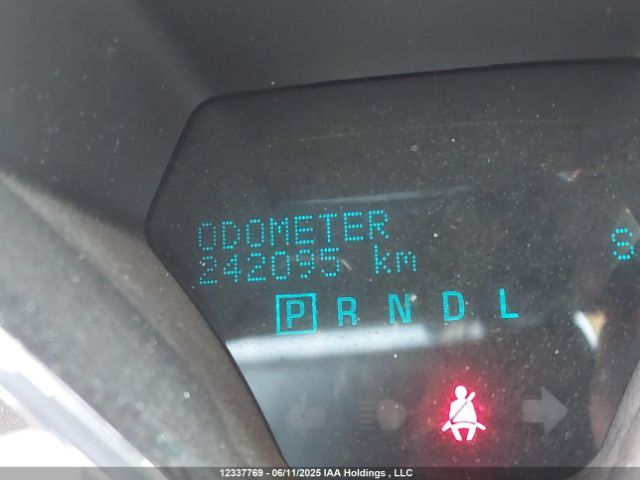 ODOMETER
242095 km
S
P R N D L
12337769 - 06/11/2025 IAA Holdings , LLC